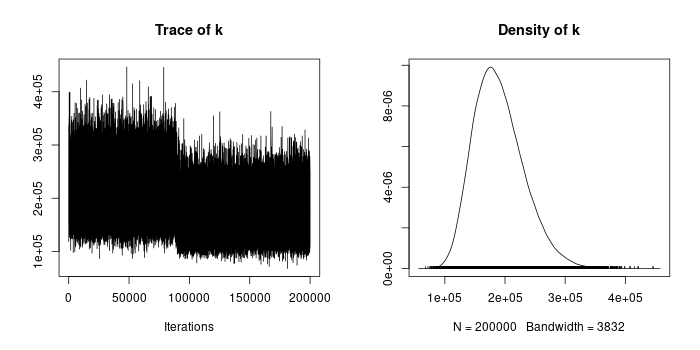 Trace of k
4e+05
3e+05
2e+05
1e+05
0 50000 100000 150000 200000
Iterations
Density of k
8e-06
4e-06
0e+00
1e+05 2e+05 3e+05 4e+05
N = 200000 Bandwidth = 3832